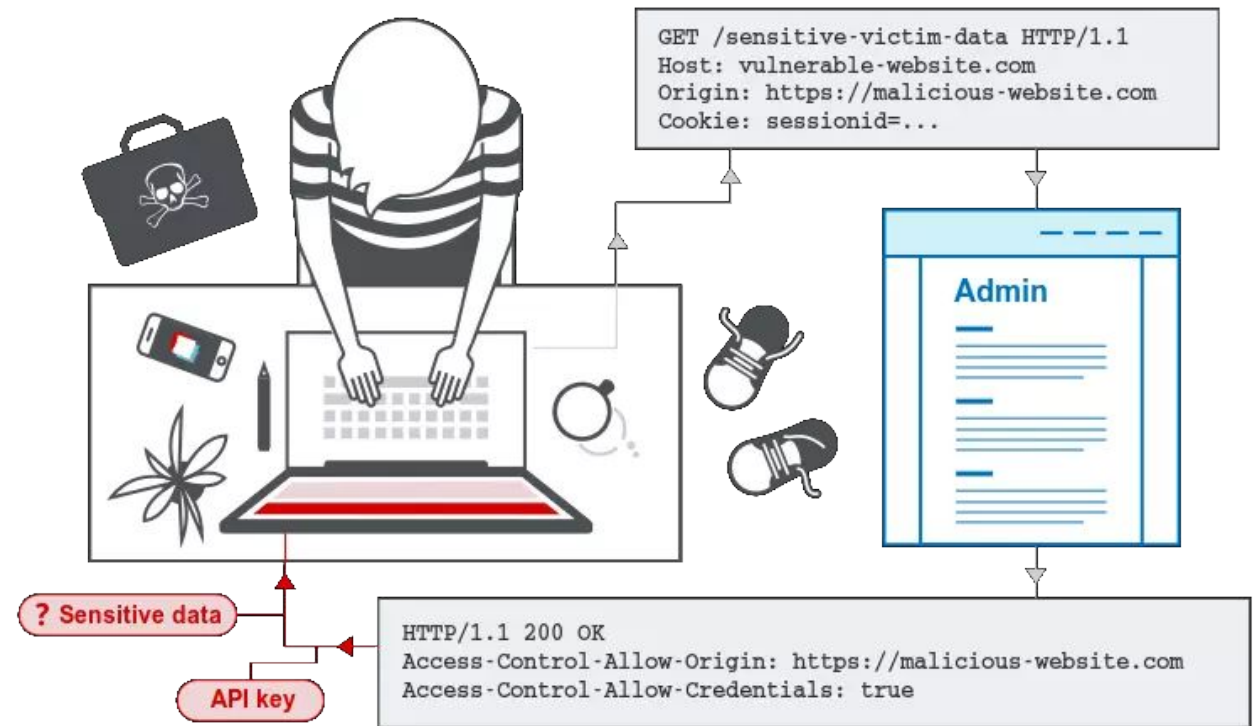 GET /sensitive-victim-data HTTP/1.1
Host: vulnerable-website.com
Origin: https://malicious-website.com
Cookie: sessionid=...
Admin
? Sensitive data
API key
HTTP/1.1 200 OK
Access-Control-Allow-Origin: https://malicious-website.com
Access-Control-Allow-Credentials: true